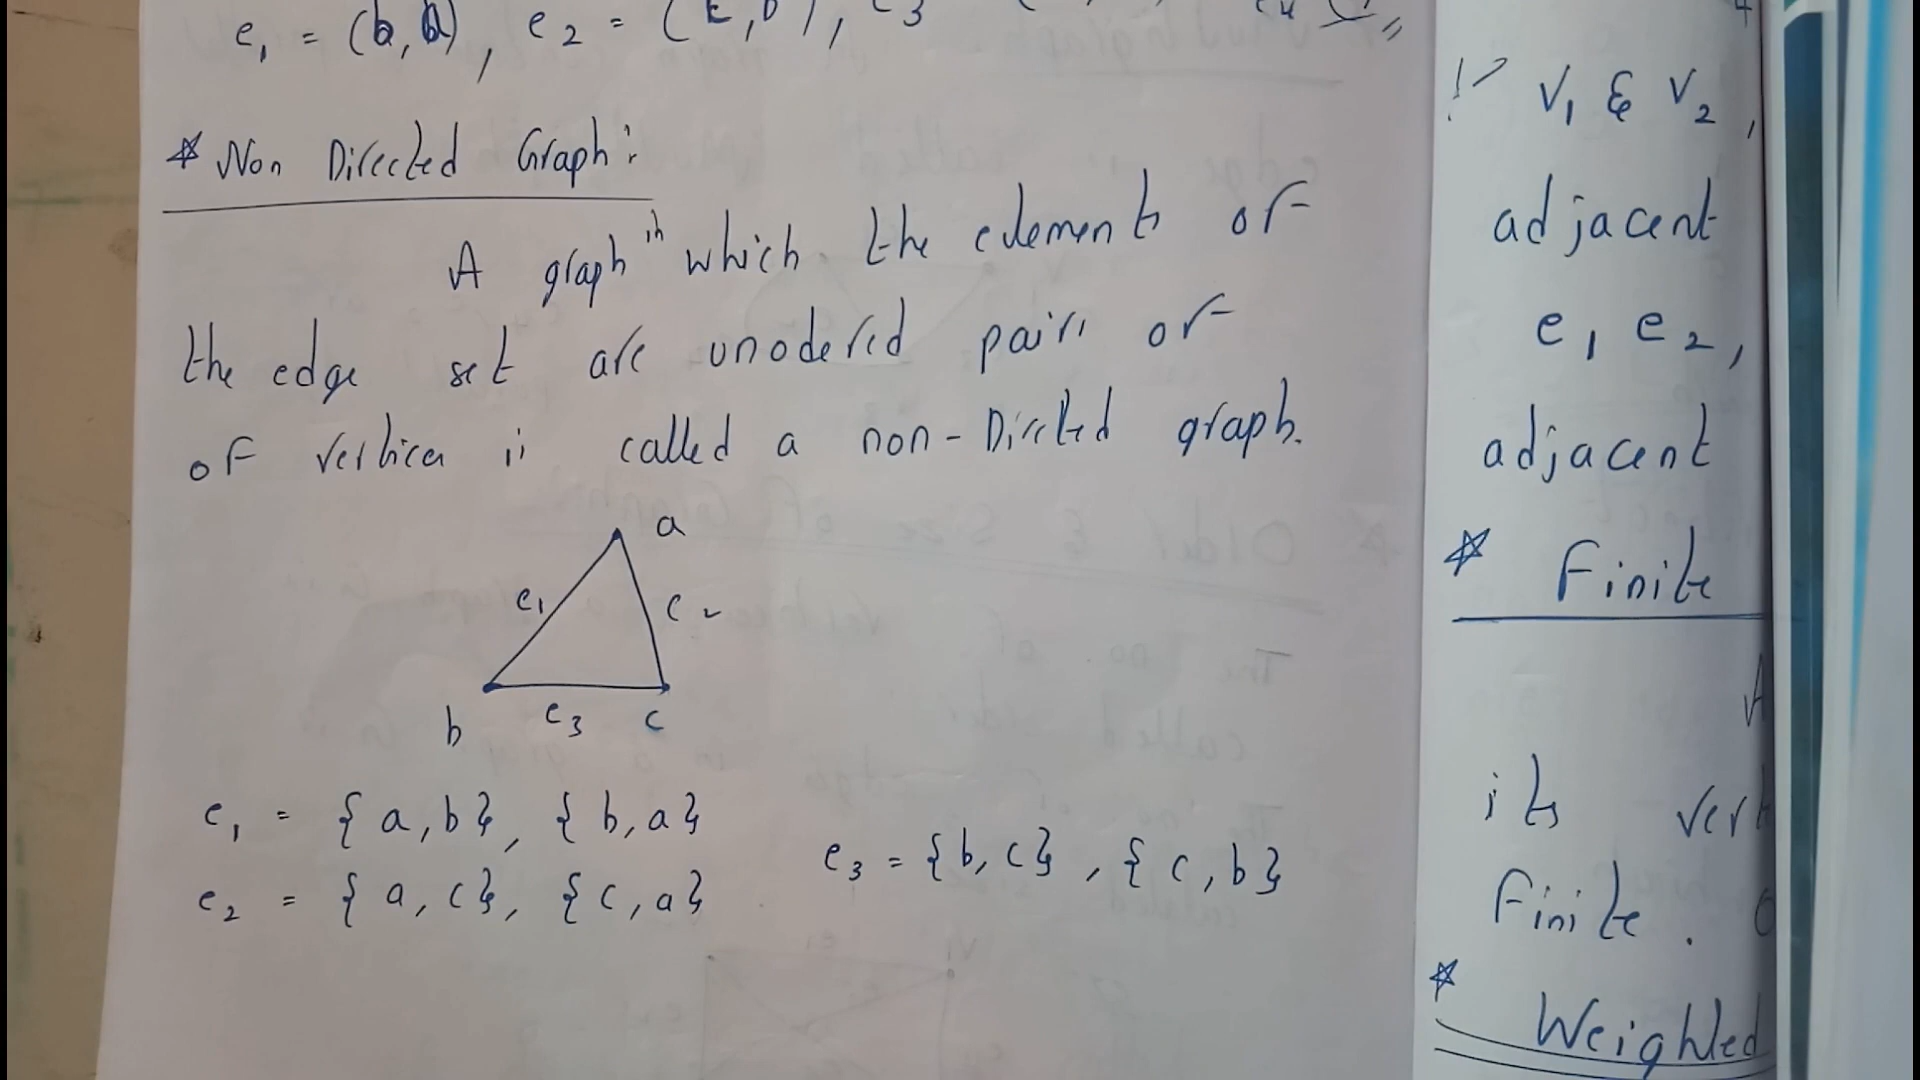 e₁ = (b, a), e₂ =
* Non Directed Graph:
A graph in which the elements of
the edge set are unodered pairs of
of vertices is called a non-Directed graph.
a
e₁
e₂
b e₃ c
e₁ = { a, b}, { b, a}
e₂ = { a, c}, { c, a}
e₃ = {b, c}, { c, b}
V₁ & V₂,
adjacent
e₁ e₂,
adjacent
* Finite
A
its
Finite.
* Weighted